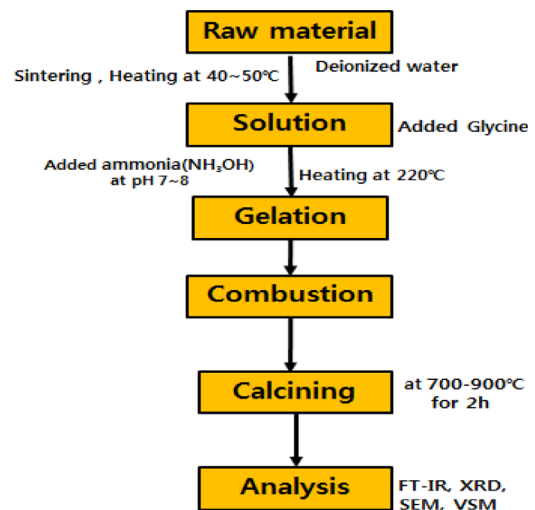 Raw material
Deionized water
Sintering , Heating at 40~50℃
Solution
Added Glycine
Added ammonia(NH₃OH)
at pH 7~8
Heating at 220℃
Gelation
Combustion
Calcining
at 700-900℃
for 2h
Analysis
FT-IR, XRD,
SEM, VSM